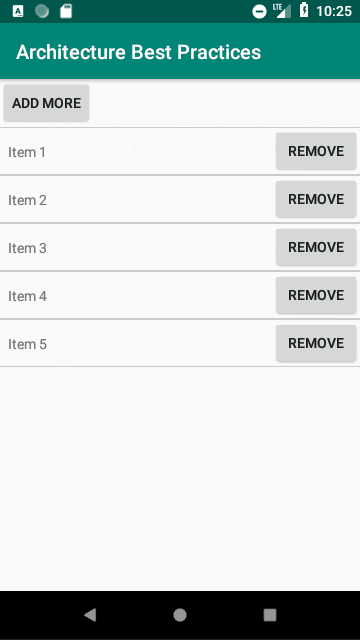 LTE 10:25
Architecture Best Practices
ADD MORE
Item 1 REMOVE
Item 2 REMOVE
Item 3 REMOVE
Item 4 REMOVE
Item 5 REMOVE